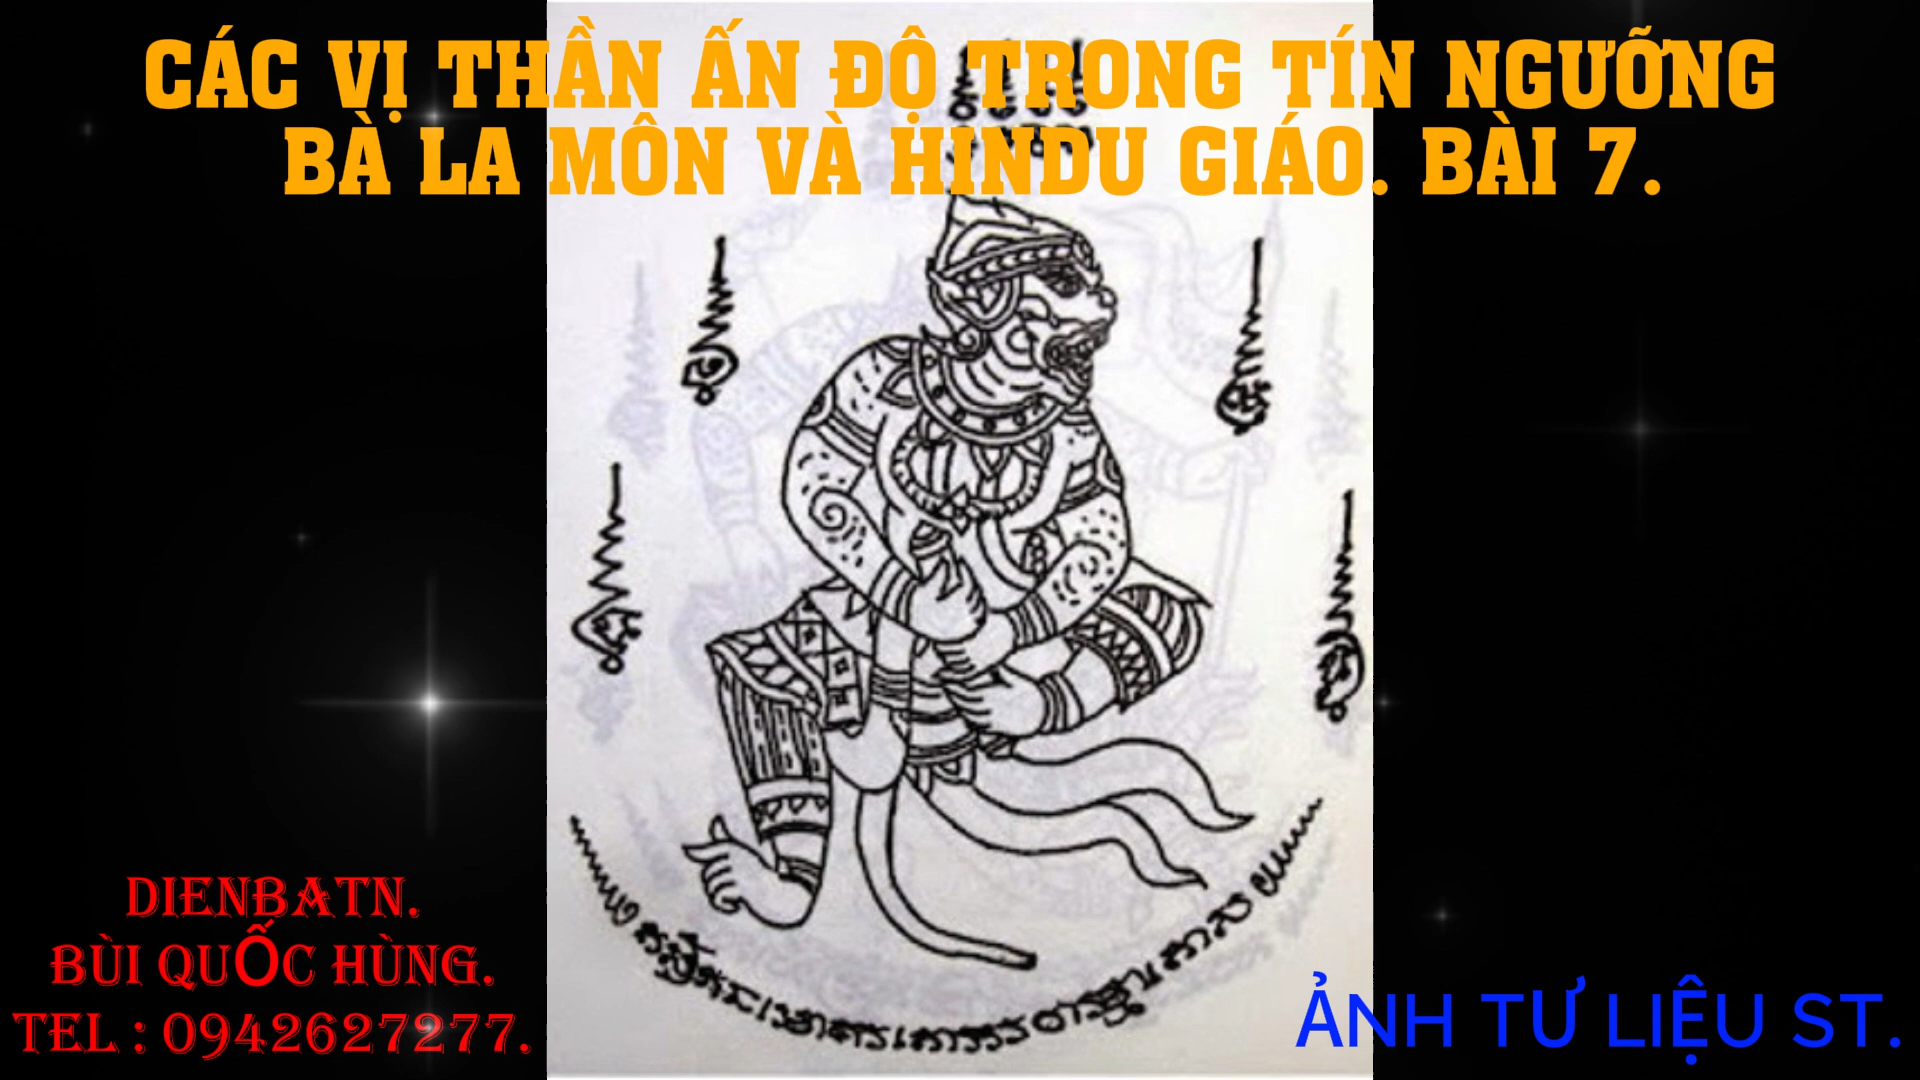 CÁC VỊ THẦN ẤN ĐỘ TRONG TÍN NGƯỠNG
BÀ LA MÔN VÀ HINDU GIÁO. BÀI 7.
DIENBATN.
BÙI QUỐC HÙNG.
TEL : 0942627277.
ẢNH TƯ LIỆU ST.